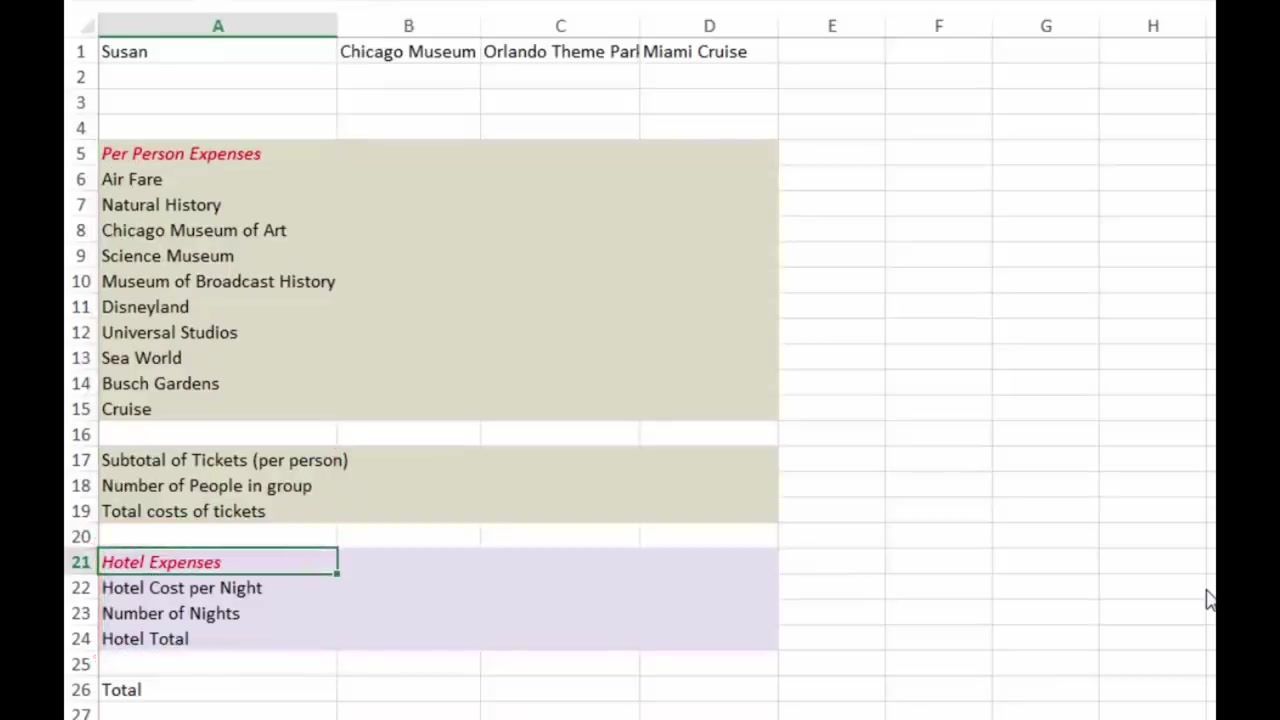 A B C D E F G H
1 Susan Chicago Museum Orlando Theme Parl Miami Cruise
2
3
4
5 Per Person Expenses
6 Air Fare
7 Natural History
8 Chicago Museum of Art
9 Science Museum
10 Museum of Broadcast History
11 Disneyland
12 Universal Studios
13 Sea World
14 Busch Gardens
15 Cruise
16
17 Subtotal of Tickets (per person)
18 Number of People in group
19 Total costs of tickets
20
21 Hotel Expenses
22 Hotel Cost per Night
23 Number of Nights
24 Hotel Total
25
26 Total
27